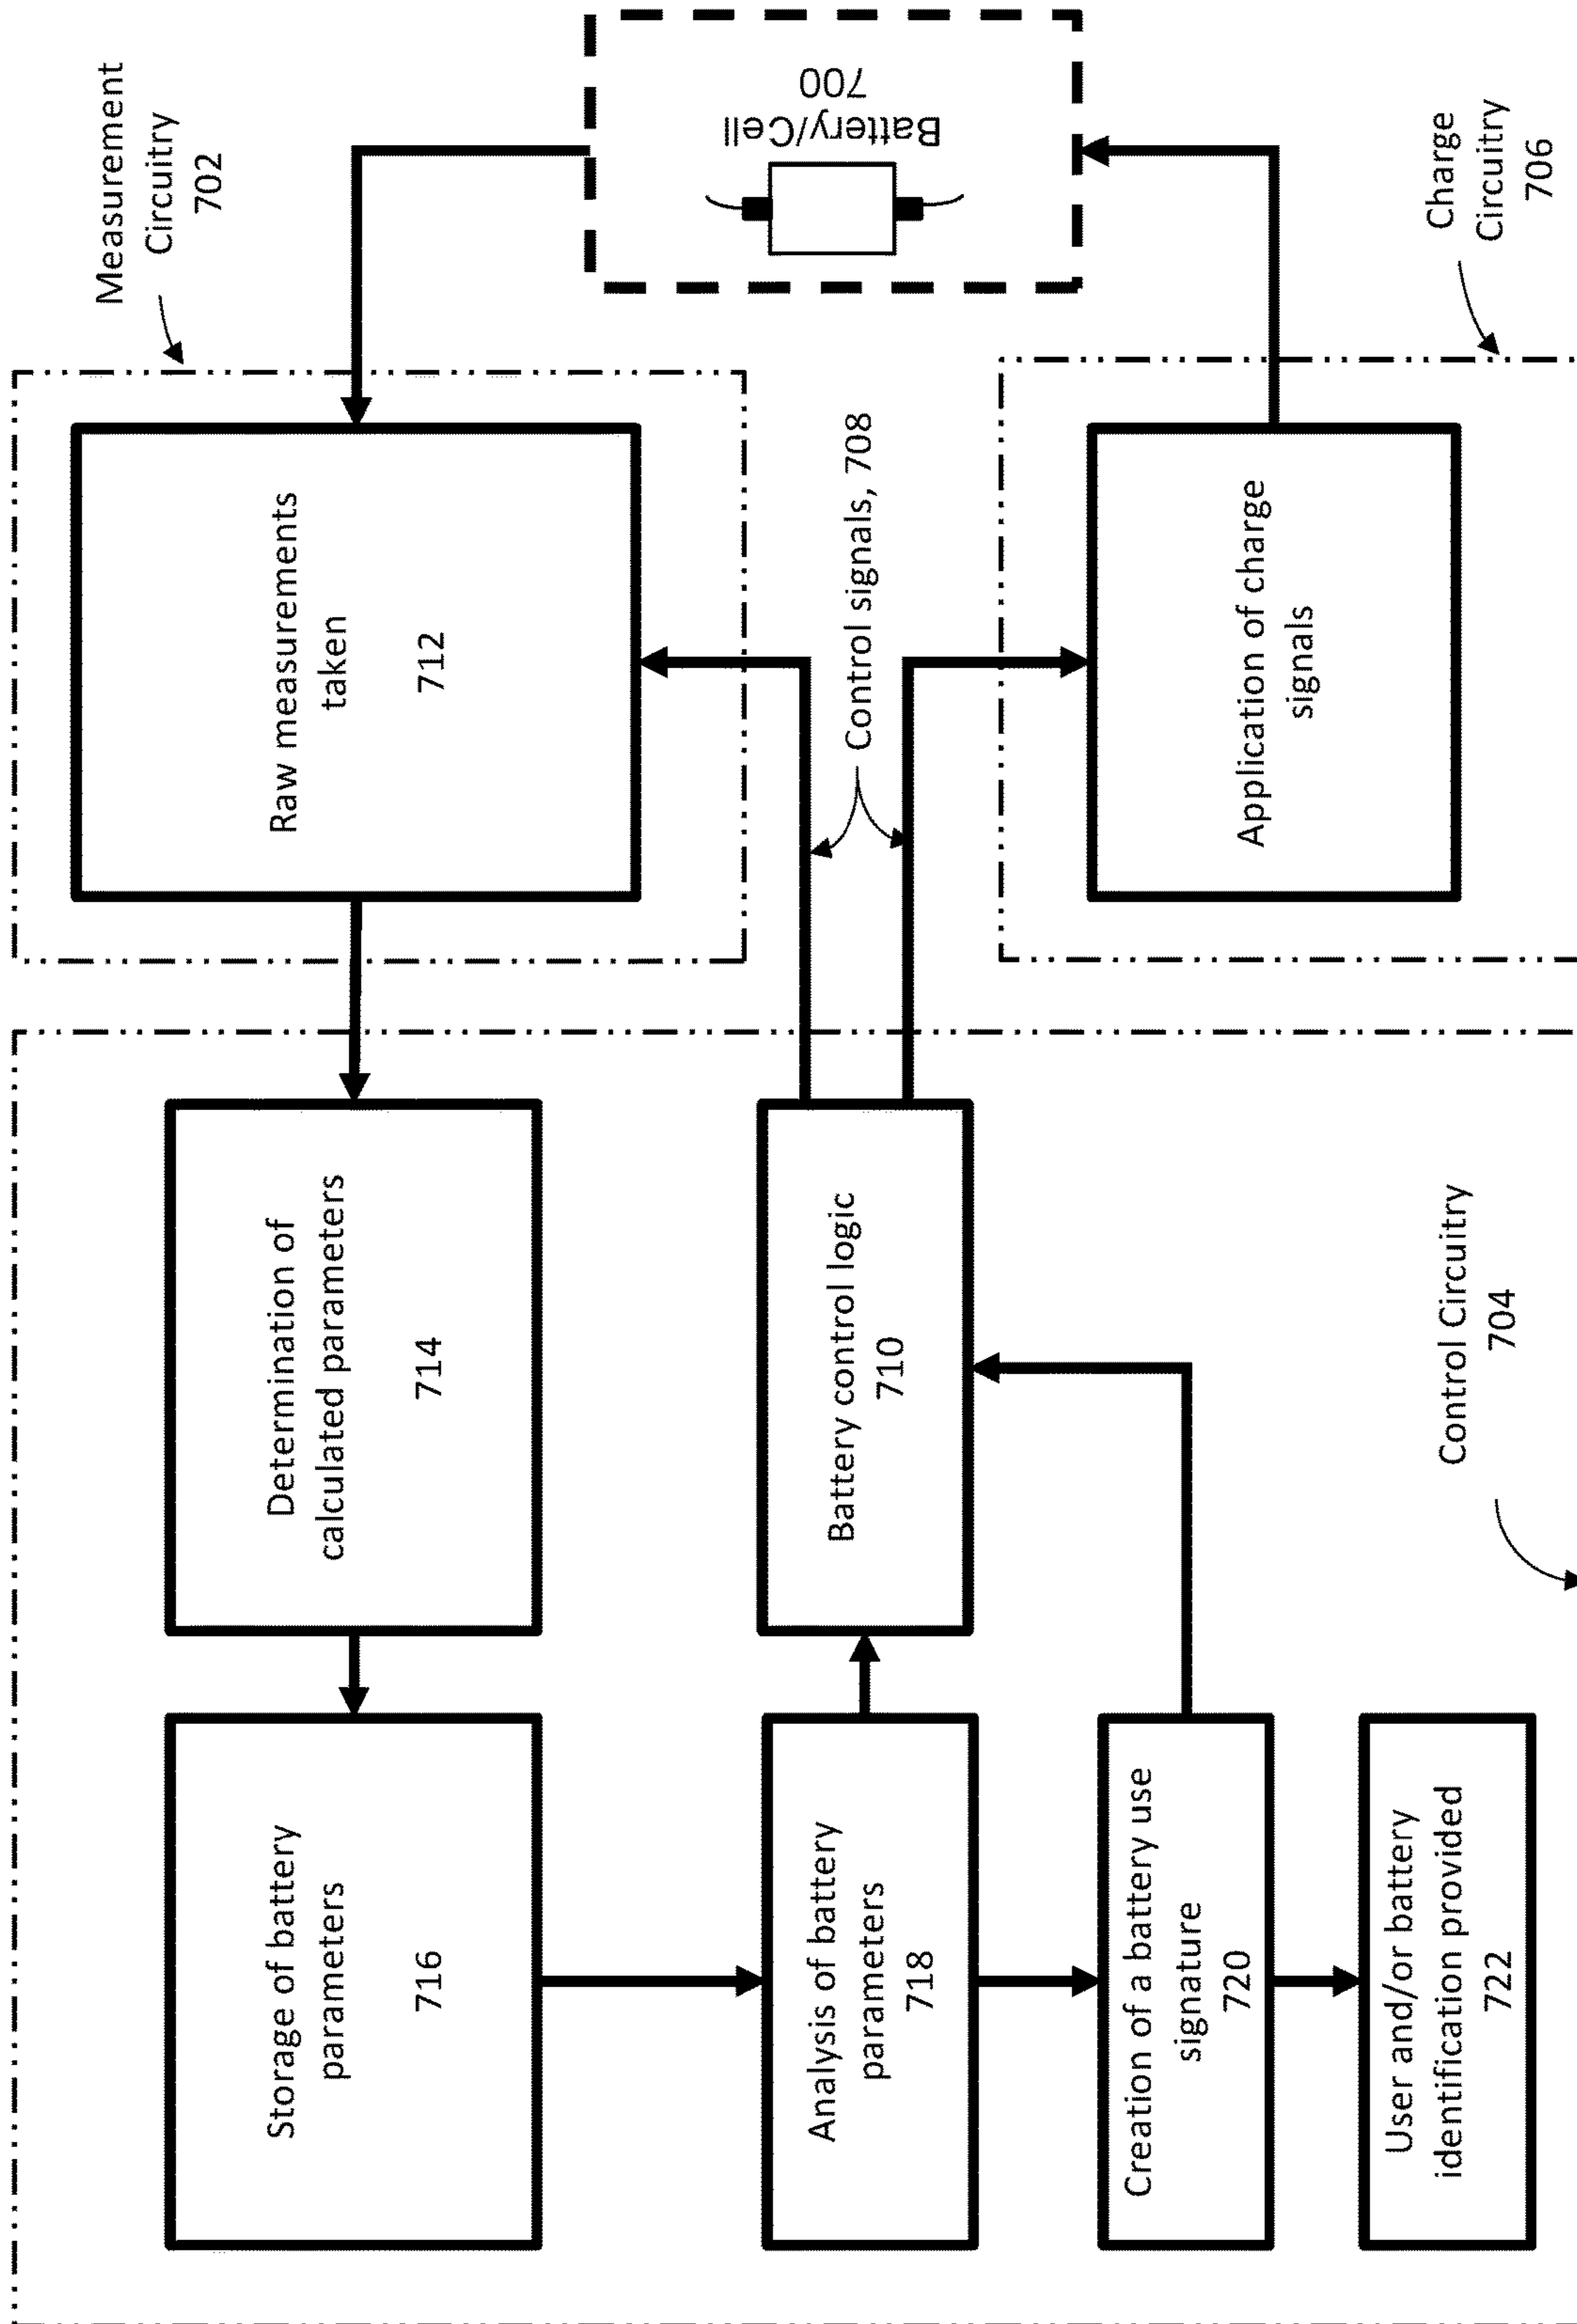 Measurement
Circuitry
702
Raw measurements
taken
712
Determination of
calculated parameters
714
Storage of battery
parameters
716
Battery/Cell
700
Control signals, 708
Battery control logic
710
Analysis of battery
parameters
718
Creation of a battery use
signature
720
User and/or battery
identification provided
722
Application of charge
signals
Charge
Circuitry
706
Control Circuitry
704